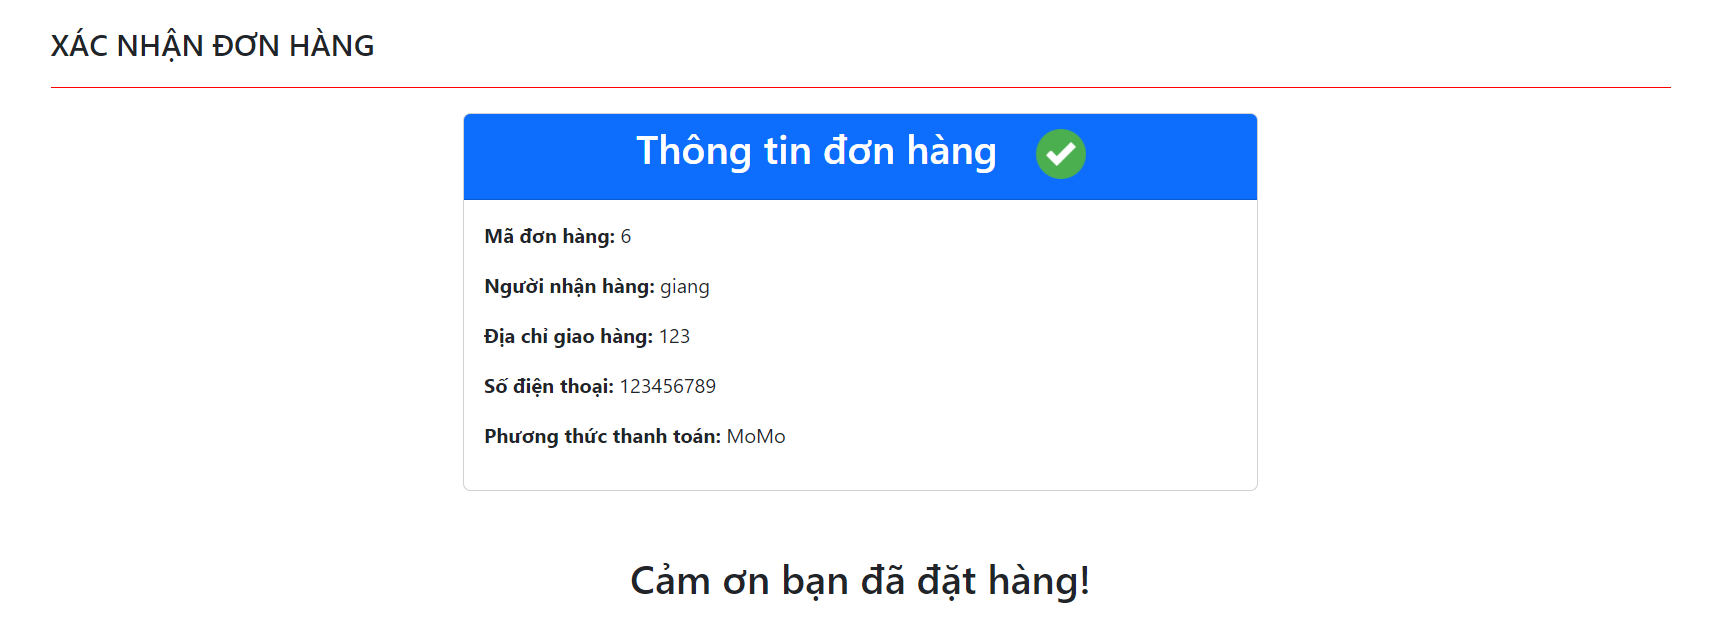 XÁC NHẬN ĐƠN HÀNG
Thông tin đơn hàng
Mã đơn hàng: 6
Người nhận hàng: giang
Địa chỉ giao hàng: 123
Số điện thoại: 123456789
Phương thức thanh toán: MoMo
Cảm ơn bạn đã đặt hàng!